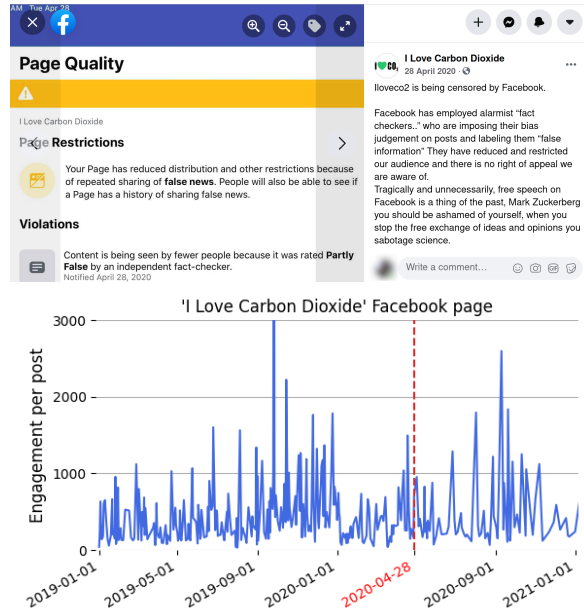 AM, Tue Apr 28
Page Quality
I Love Carbon Dioxide
Page Restrictions
Your Page has reduced distribution and other restrictions because
of repeated sharing of false news. People will also be able to see if
a Page has a history of sharing false news.
Violations
Content is being seen by fewer people because it was rated Partly
False by an independent fact-checker.
Notified April 28, 2020
I CO₂
I Love Carbon Dioxide
28 April 2020 ·
Iloveco2 is being censored by Facebook.
Facebook has employed alarmist “fact
checkers..” who are imposing their bias
judgement on posts and labeling them “false
information” They have reduced and restricted
our audience and there is no right of appeal we
are aware of.
Tragically and unnecessarily, free speech on
Facebook is a thing of the past, Mark Zuckerberg
you should be ashamed of yourself, when you
stop the free exchange of ideas and opinions you
sabotage science.
Write a comment...
GIF
'I Love Carbon Dioxide' Facebook page
Engagement per post
3000
2000
1000
0
2019-01-01
2019-05-01
2019-09-01
2020-01-01
2020-04-28
2020-09-01
2021-01-01